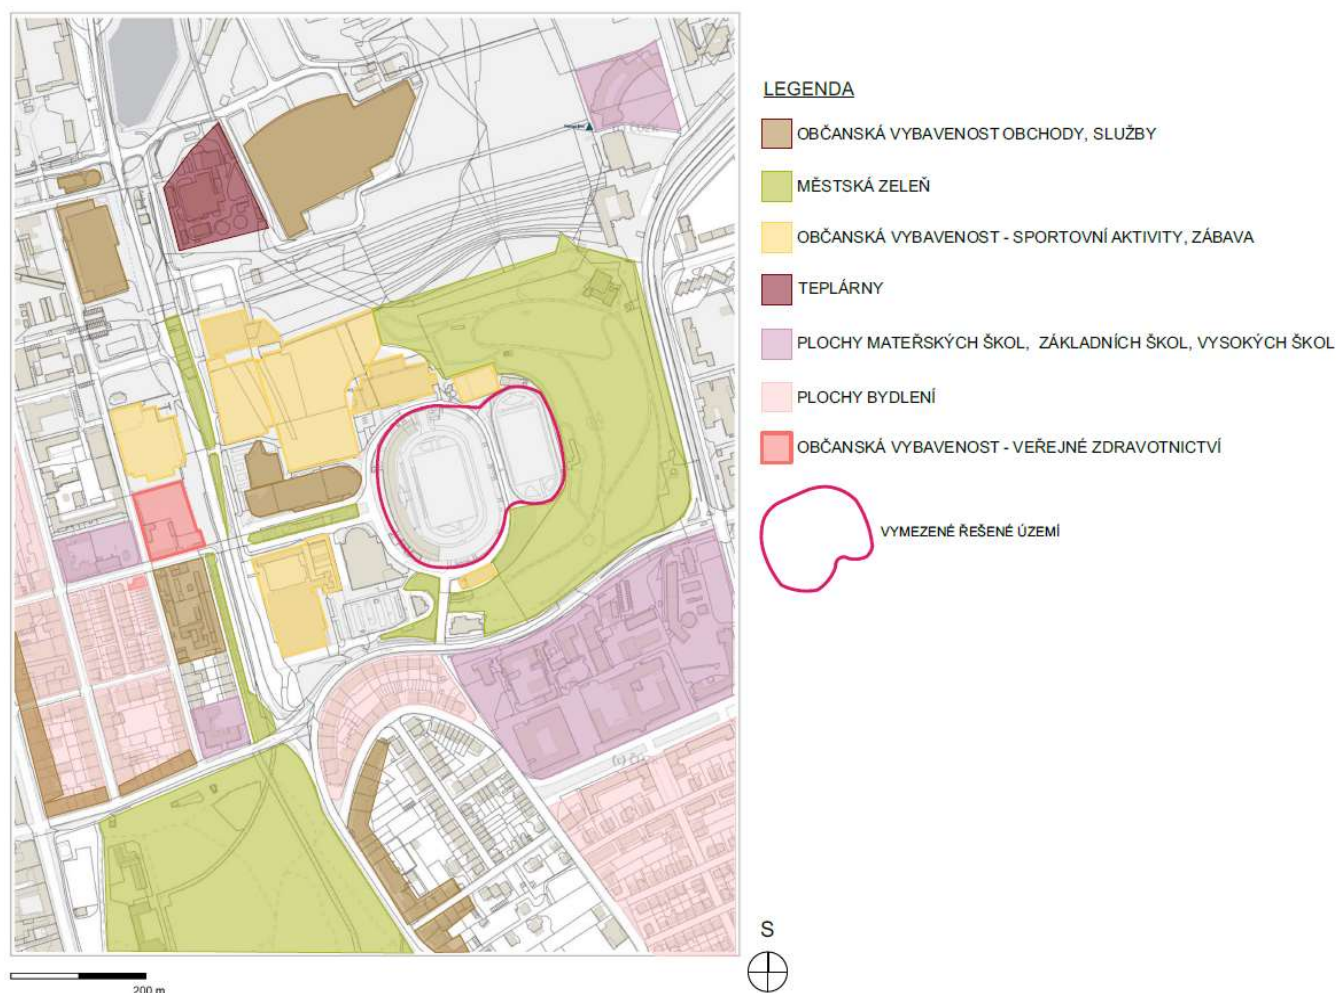 LEGENDA
OBČANSKÁ VYBAVENOST OBCHODY, SLUŽBY
MĚSTSKÁ ZELEŇ
OBČANSKÁ VYBAVENOST - SPORTOVNÍ AKTIVITY, ZÁBAVA
TEPLÁRNY
PLOCHY MATEŘSKÝCH ŠKOL, ZÁKLADNÍCH ŠKOL, VYSOKÝCH ŠKOL
PLOCHY BYDLENÍ
OBČANSKÁ VYBAVENOST - VEŘEJNÉ ZDRAVOTNICTVÍ
VYMEZENÉ ŘEŠENÉ ÚZEMÍ
S
200 m